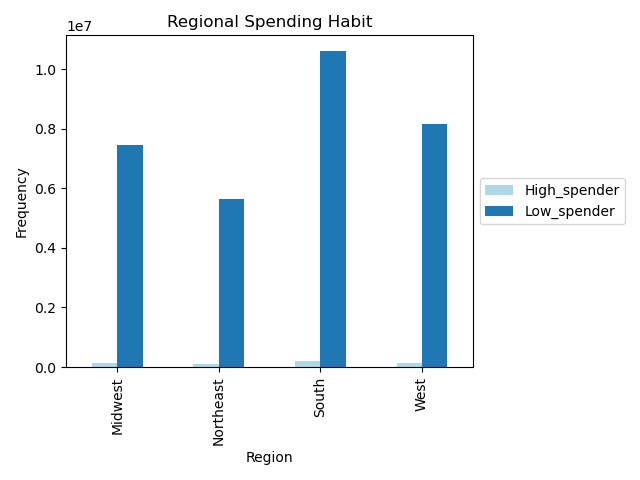 Regional Spending Habit
1e7
1.0
0.8
0.6
0.4
0.2
0.0
Frequency
Midwest
Northeast
South
West
Region
High_spender
Low_spender